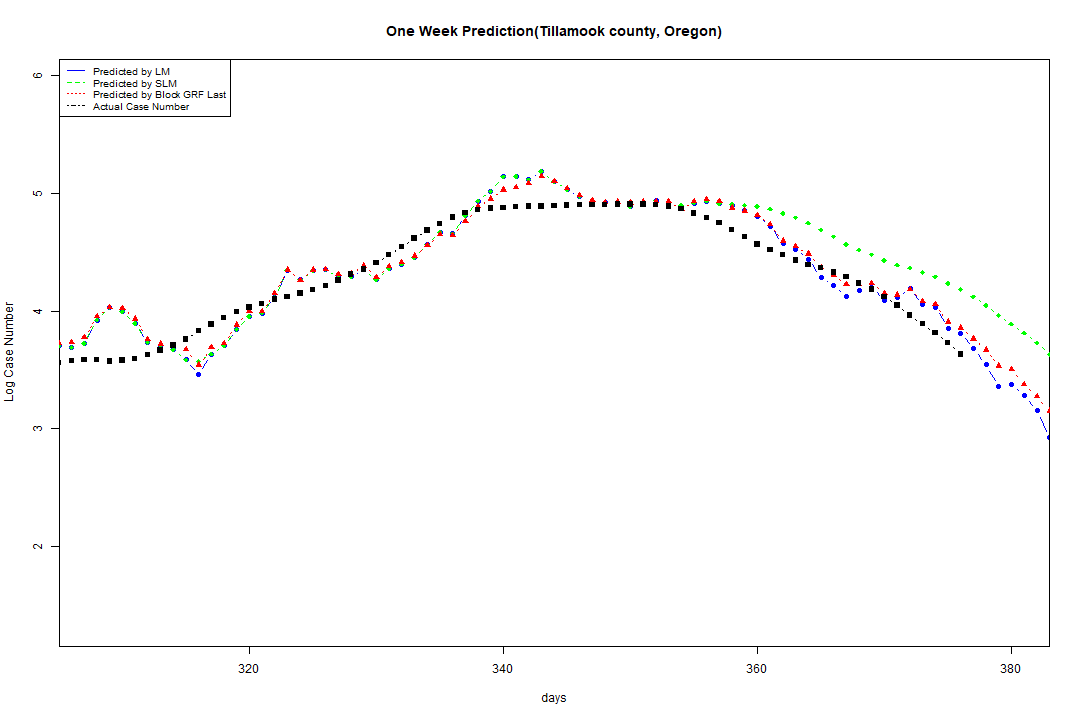 One Week Prediction(Tillamook county, Oregon)
Predicted by LM
Predicted by SLM
Predicted by Block GRF Last
Actual Case Number
6
5
4
3
2
Log Case Number
320
340
360
380
days